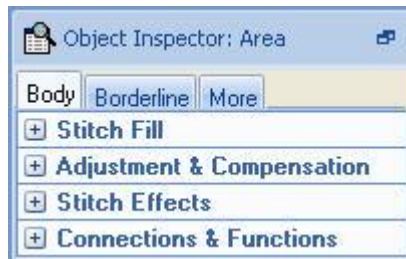 Object Inspector: Area
Body Borderline More
Stitch Fill
Adjustment & Compensation
Stitch Effects
Connections & Functions